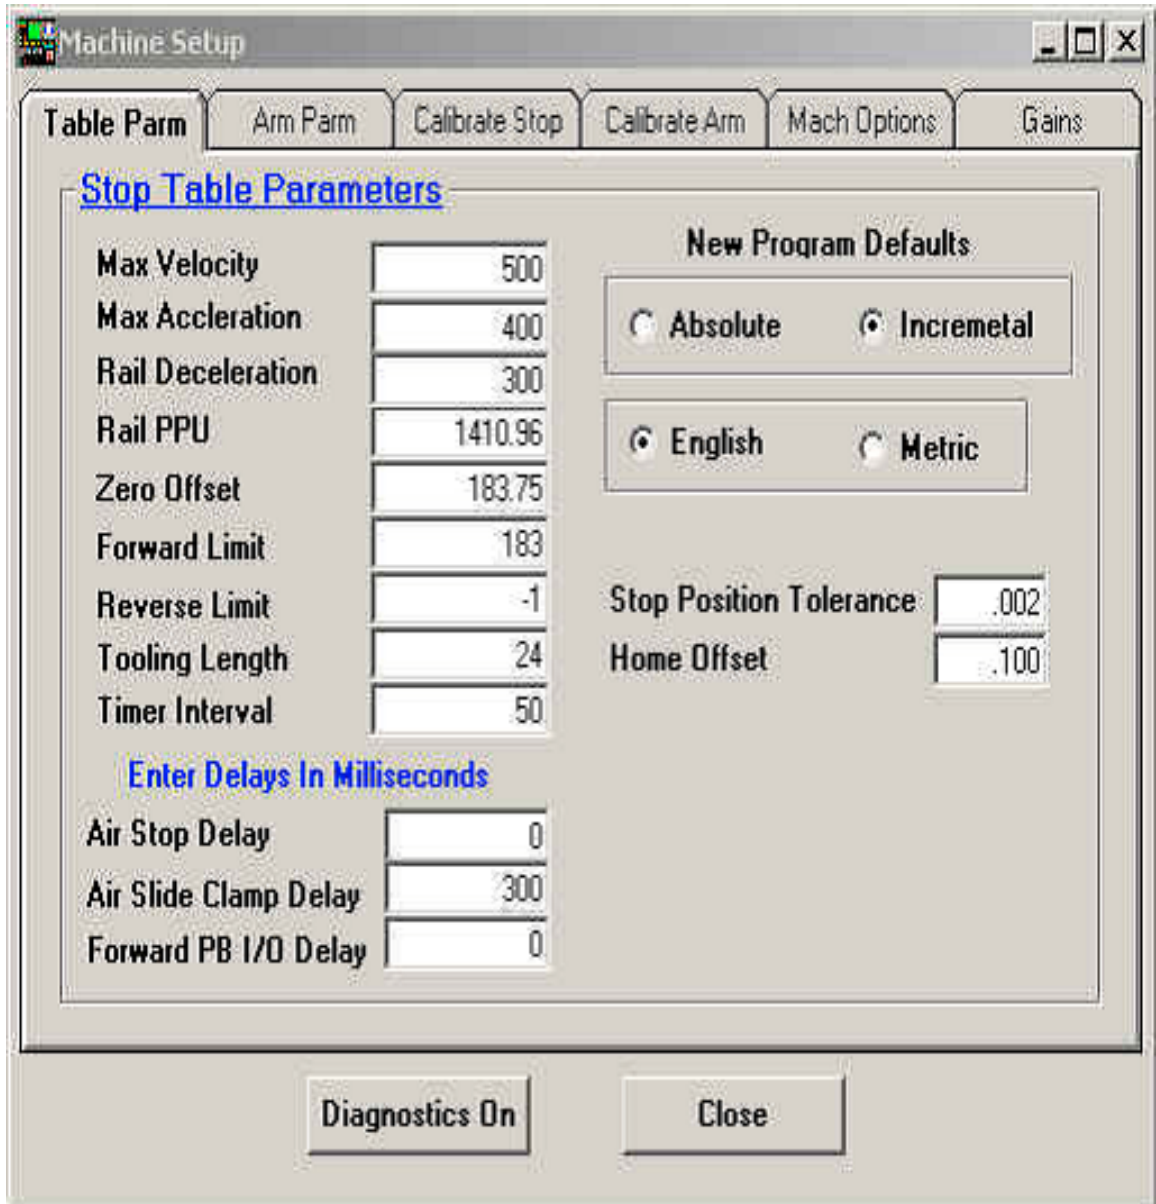 Machine Setup
Table Parm
Arm Parm
Calibrate Stop
Calibrate Arm
Mach Options
Gains
Stop Table Parameters
Max Velocity 500
Max Accleration 400
Rail Deceleration 300
Rail PPU 1410.96
Zero Offset 183.75
Forward Limit 183
Reverse Limit -1
Tooling Length 24
Timer Interval 50
Enter Delays In Milliseconds
Air Stop Delay 0
Air Slide Clamp Delay 300
Forward PB I/O Delay 0
New Program Defaults
Absolute Incremetal
English Metric
Stop Position Tolerance .002
Home Offset .100
Diagnostics On
Close